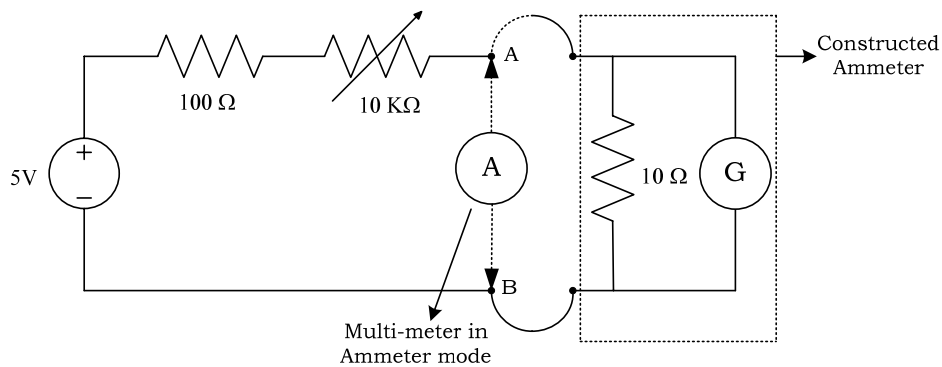 A
Constructed
Ammeter
100 Ω
10 KΩ
+
5V
−
A
10 Ω
G
B
Multi-meter in
Ammeter mode